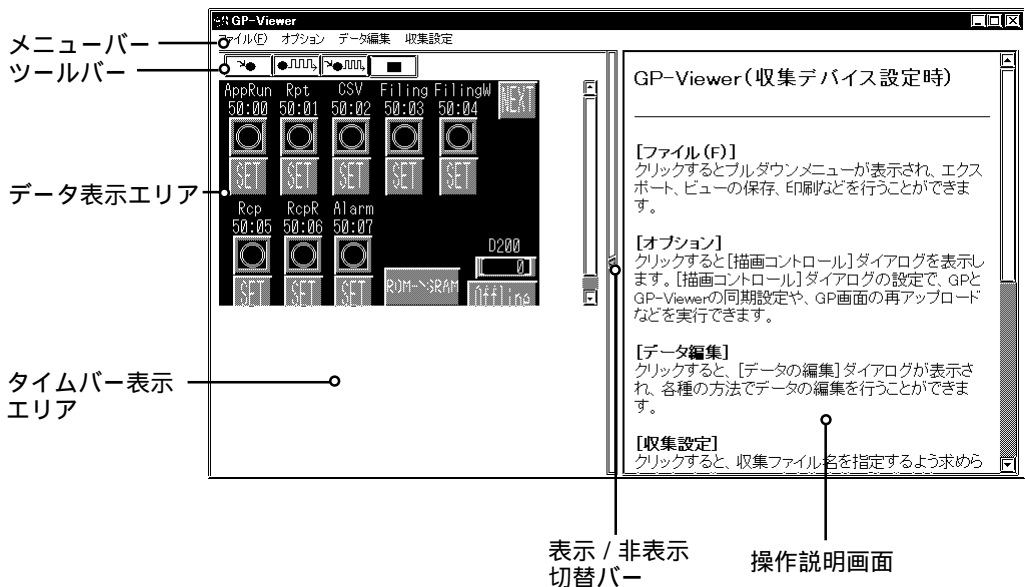 GP-Viewer
ファイル(F) オプション データ編集 収集設定
メニューバー
ツールバー
データ表示エリア
タイムバー表示
エリア
AppRun Rpt CSV Filing FilingW NEXT
50:00 50:01 50:02 50:03 50:04
SET SET SET SET SET
Rcp RcpR Alarm
50:05 50:06 50:07
D200
0
SET SET SET ROM->SRAM Offline
GP-Viewer(収集デバイス設定時)
[ファイル(F)]
クリックするとプルダウンメニューが表示され、エクス
ポート、ビューの保存、印刷などを行うことができま
す。
[オプション]
クリックすると[描画コントロール]ダイアログを表示し
ます。[描画コントロール]ダイアログの設定で、GPと
GP-Viewerの同期設定や、GP画面の再アップロード
などを実行できます。
[データ編集]
クリックすると、[データの編集]ダイアログが表示さ
れ、各種の方法でデータの編集を行うことができま
す。
[収集設定]
クリックすると、収集ファイル名を指定するよう求めら
表示 / 非表示
切替バー
操作説明画面